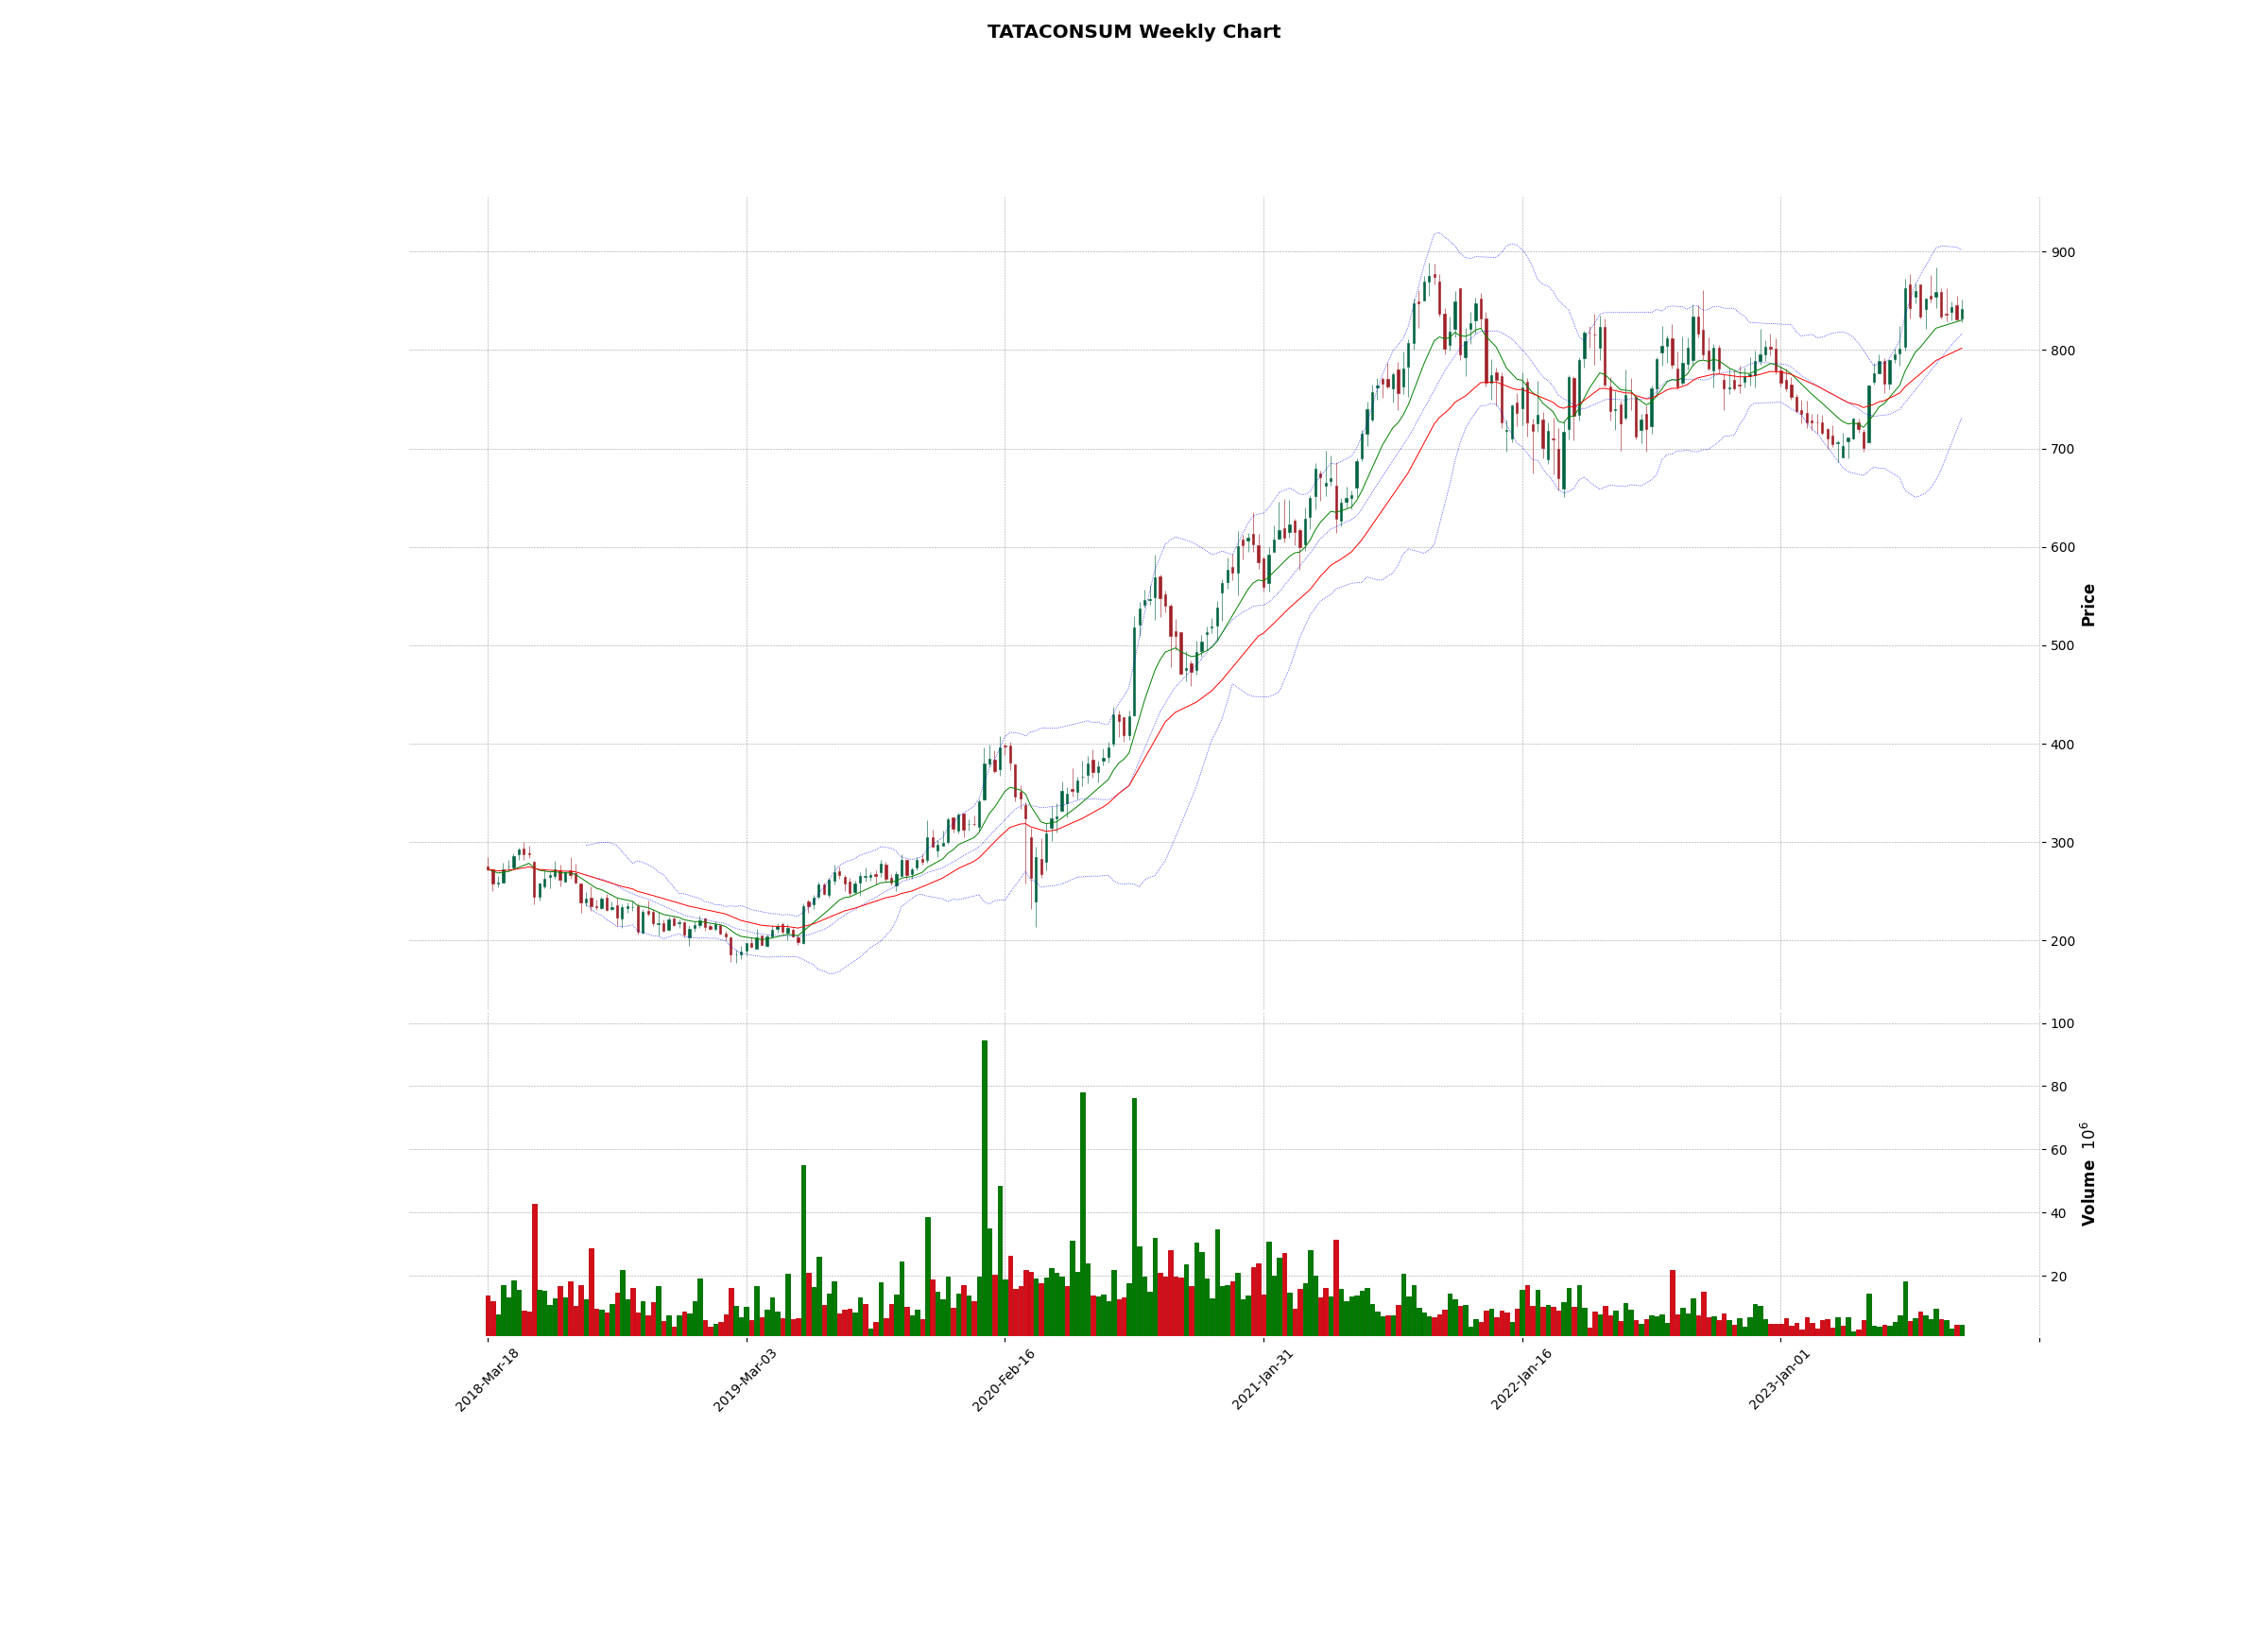 TATACONSUM Weekly Chart
900
800
700
600
500
400
300
200
Price
100
80
60
40
20
Volume 10^6
2018-Mar-18
2019-Mar-03
2020-Feb-16
2021-Jan-31
2022-Jan-16
2023-Jan-01